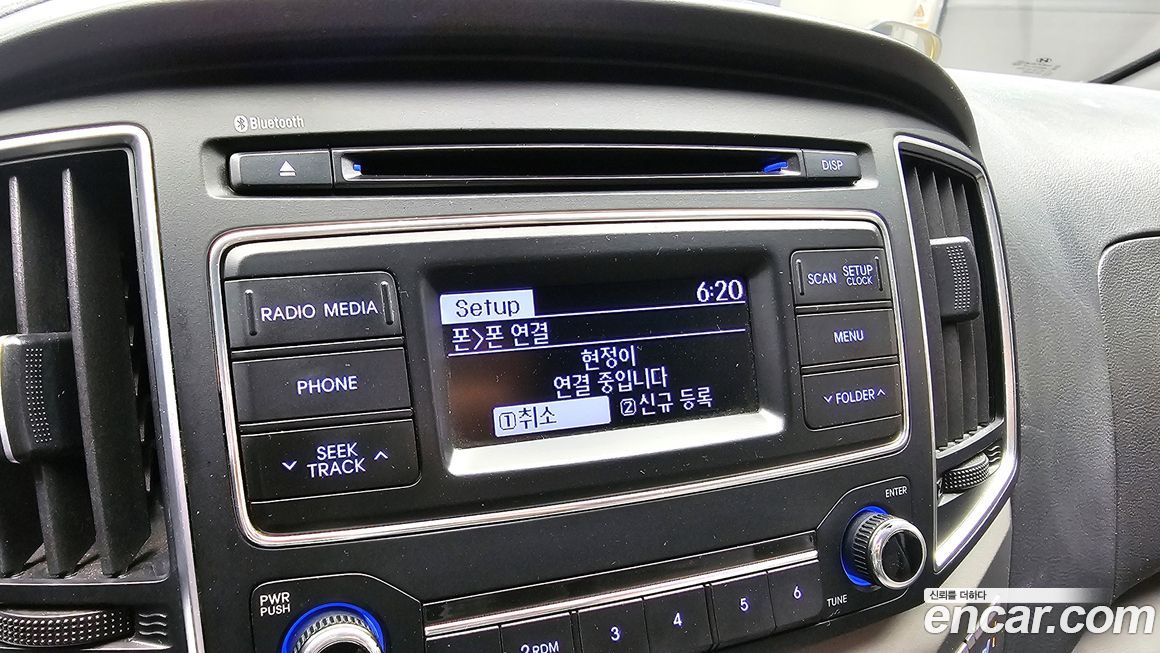 Bluetooth
DISP
RADIO MEDIA
PHONE
SEEK
TRACK
Setup 6:20
폰>폰 연결
현정이
연결 중입니다
1취소 2신규 등록
SCAN SETUP
CLOCK
MENU
FOLDER
ENTER
TUNE
PWR
PUSH
2 RDM 3 4 5 6
신뢰를 더하다
encar.com